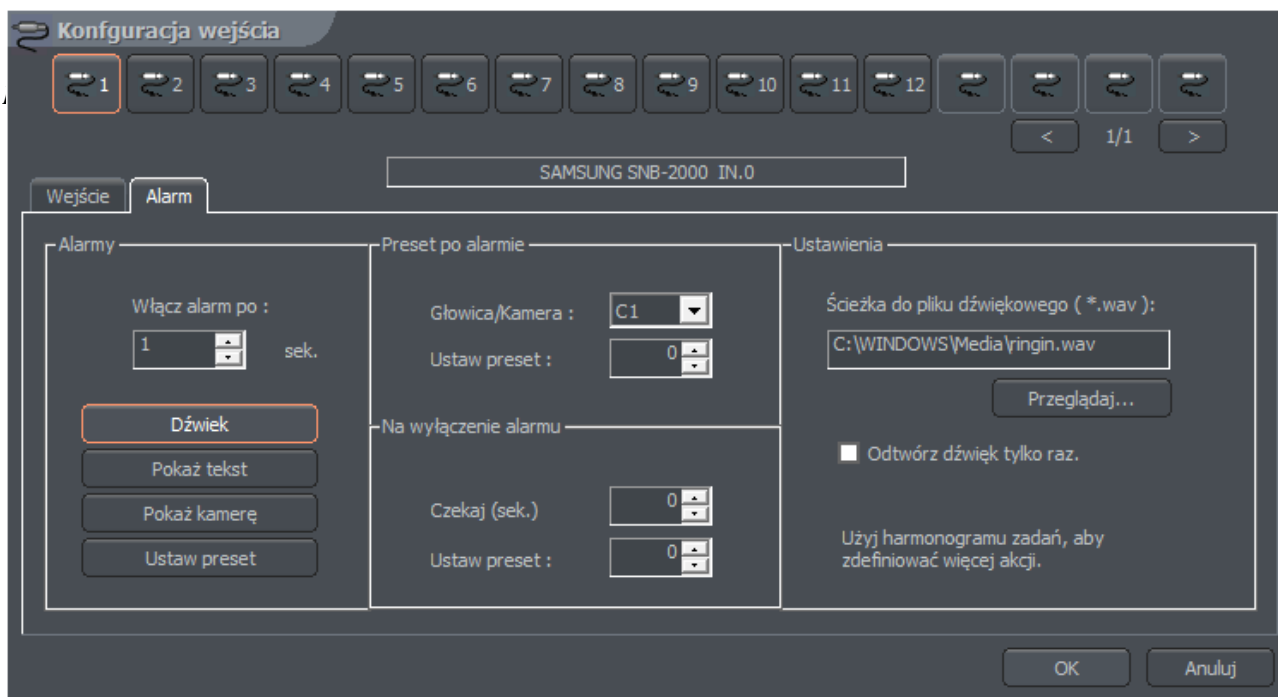 Konfguracja wejścia
1 2 3 4 5 6 7 8 9 10 11 12
< 1/1 >
SAMSUNG SNB-2000 IN.0
Wejście Alarm
Alarmy
Włącz alarm po :
1 sek.
Dźwiek
Pokaż tekst
Pokaż kamerę
Ustaw preset
Preset po alarmie
Głowica/Kamera : C1
Ustaw preset : 0
Na wyłączenie alarmu
Czekaj (sek.) 0
Ustaw preset : 0
Ustawienia
Ścieżka do pliku dźwiękowego ( *.wav ):
C:\WINDOWS\Media\ringin.wav
Przeglądaj...
Odtwórz dźwięk tylko raz.
Użyj harmonogramu zadań, aby
zdefiniować więcej akcji.
OK Anuluj